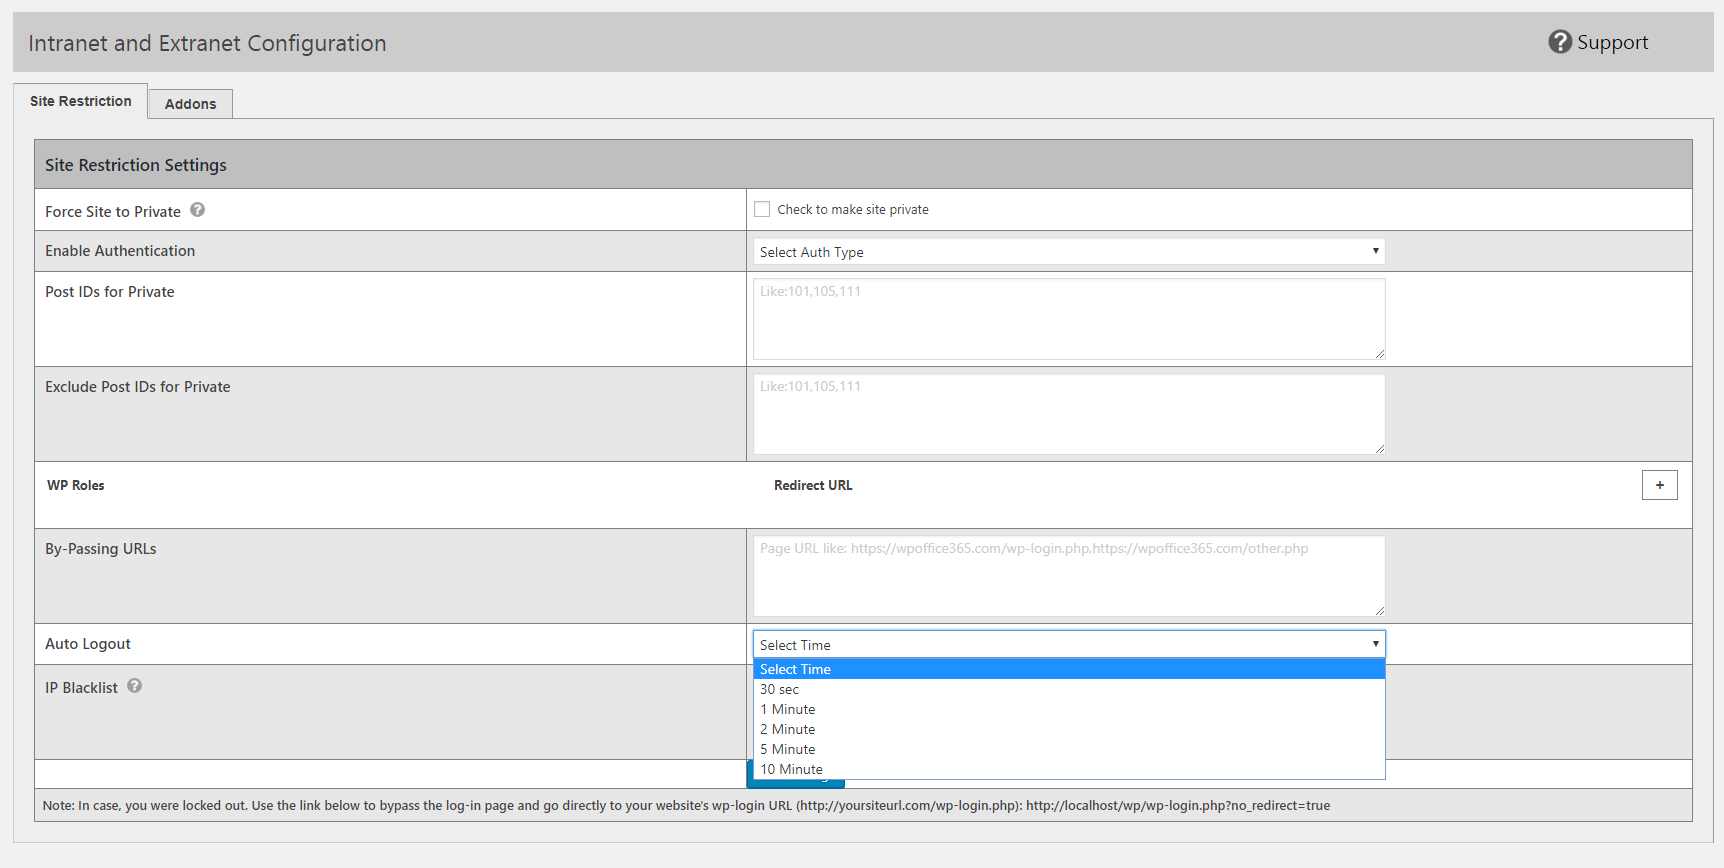 Intranet and Extranet Configuration
Support
Site Restriction
Addons
Site Restriction Settings
Force Site to Private
Check to make site private
Enable Authentication
Select Auth Type
Post IDs for Private
Like:101,105,111
Exclude Post IDs for Private
Like:101,105,111
WP Roles
Redirect URL
+
By-Passing URLs
Page URL like: https://wpoffice365.com/wp-login.php,https://wpoffice365.com/other.php
Auto Logout
Select Time
Select Time
30 sec
1 Minute
2 Minute
5 Minute
10 Minute
IP Blacklist
Note: In case, you were locked out. Use the link below to bypass the log-in page and go directly to your website's wp-login URL (http://yoursiteurl.com/wp-login.php): http://localhost/wp/wp-login.php?no_redirect=true